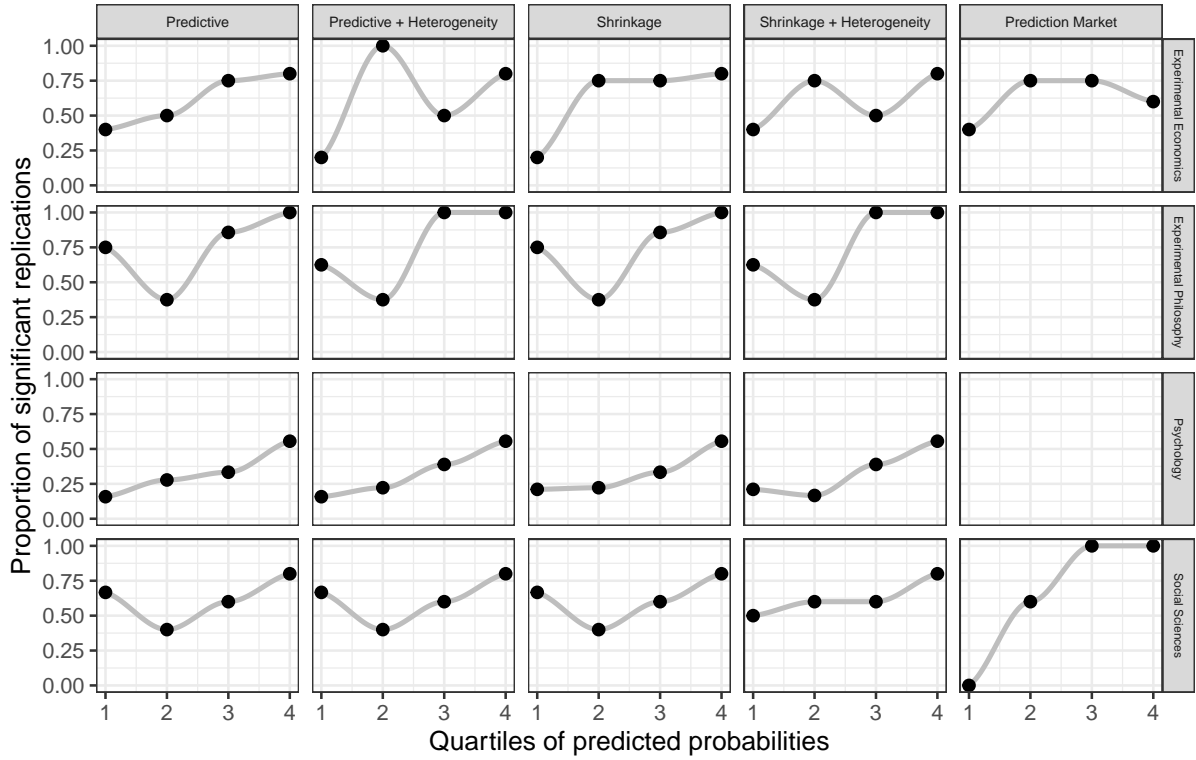 Predictive
Predictive + Heterogeneity
Shrinkage
Shrinkage + Heterogeneity
Prediction Market
Proportion of significant replications
1.00
0.75
0.50
0.25
0.00
Experimental Economics
1.00
0.75
0.50
0.25
0.00
Experimental Philosophy
1.00
0.75
0.50
0.25
0.00
Psychology
1.00
0.75
0.50
0.25
0.00
Social Sciences
1 2 3 4 1 2 3 4 1 2 3 4 1 2 3 4 1 2 3 4
Quartiles of predicted probabilities